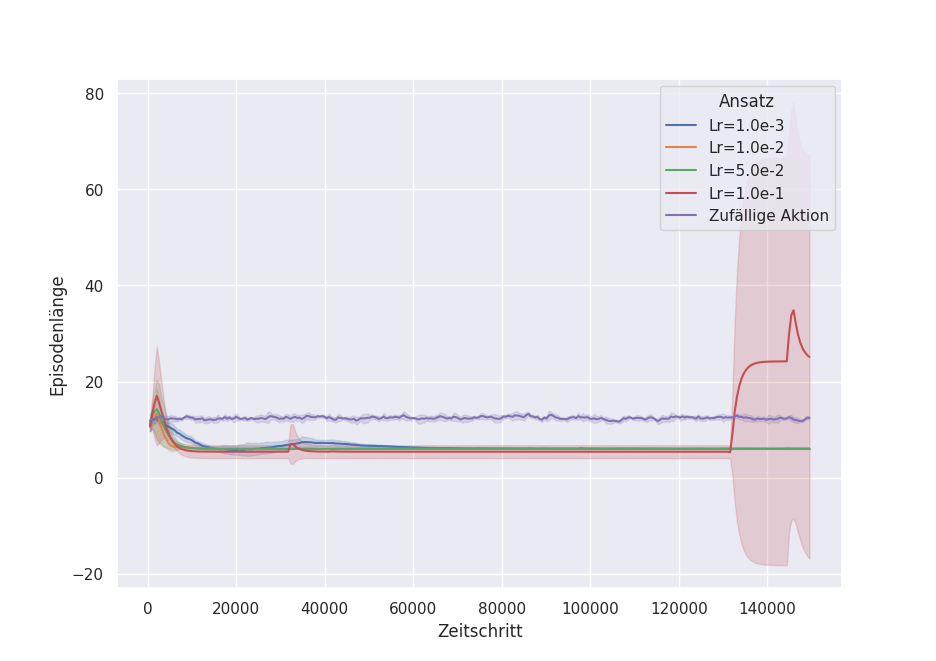 80
60
40
20
0
−20
Episodenlänge
0
20000
40000
60000
80000
100000
120000
140000
Zeitschritt
Ansatz
Lr=1.0e-3
Lr=1.0e-2
Lr=5.0e-2
Lr=1.0e-1
Zufällige Aktion